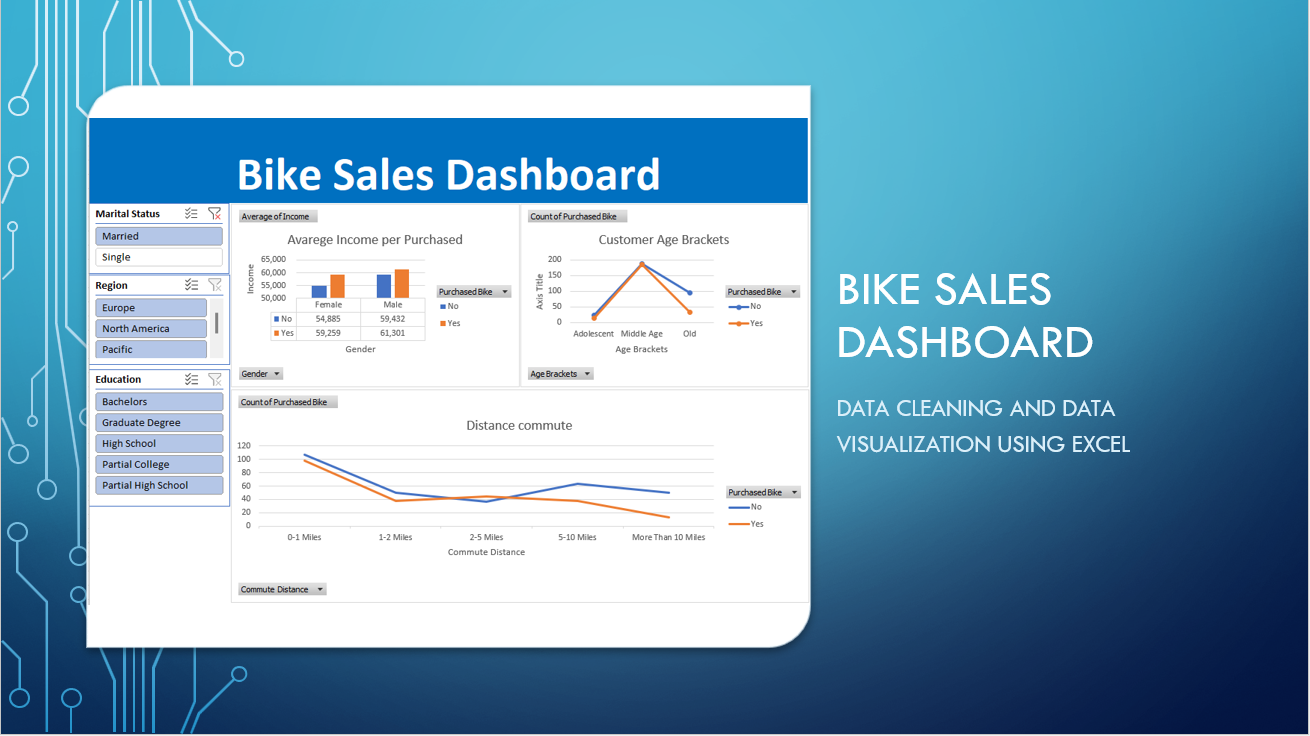 Bike Sales Dashboard
Marital Status
Married
Single
Region
Europe
North America
Pacific
Education
Bachelors
Graduate Degree
High School
Partial College
Partial High School
Average of Income
Avarege Income per Purchased
Income
65,000
60,000
55,000
50,000
Female Male
No 54,885 59,432
Yes 59,259 61,301
Gender
Purchased Bike
No
Yes
Gender
Count of Purchased Bike
Customer Age Brackets
Axis Title
200
150
100
50
0
Adolescent Middle Age Old
Age Brackets
Purchased Bike
No
Yes
Age Brackets
Count of Purchased Bike
Distance commute
120
100
80
60
40
20
0
0-1 Miles 1-2 Miles 2-5 Miles 5-10 Miles More Than 10 Miles
Commute Distance
Purchased Bike
No
Yes
Commute Distance
BIKE SALES
DASHBOARD
DATA CLEANING AND DATA
VISUALIZATION USING EXCEL